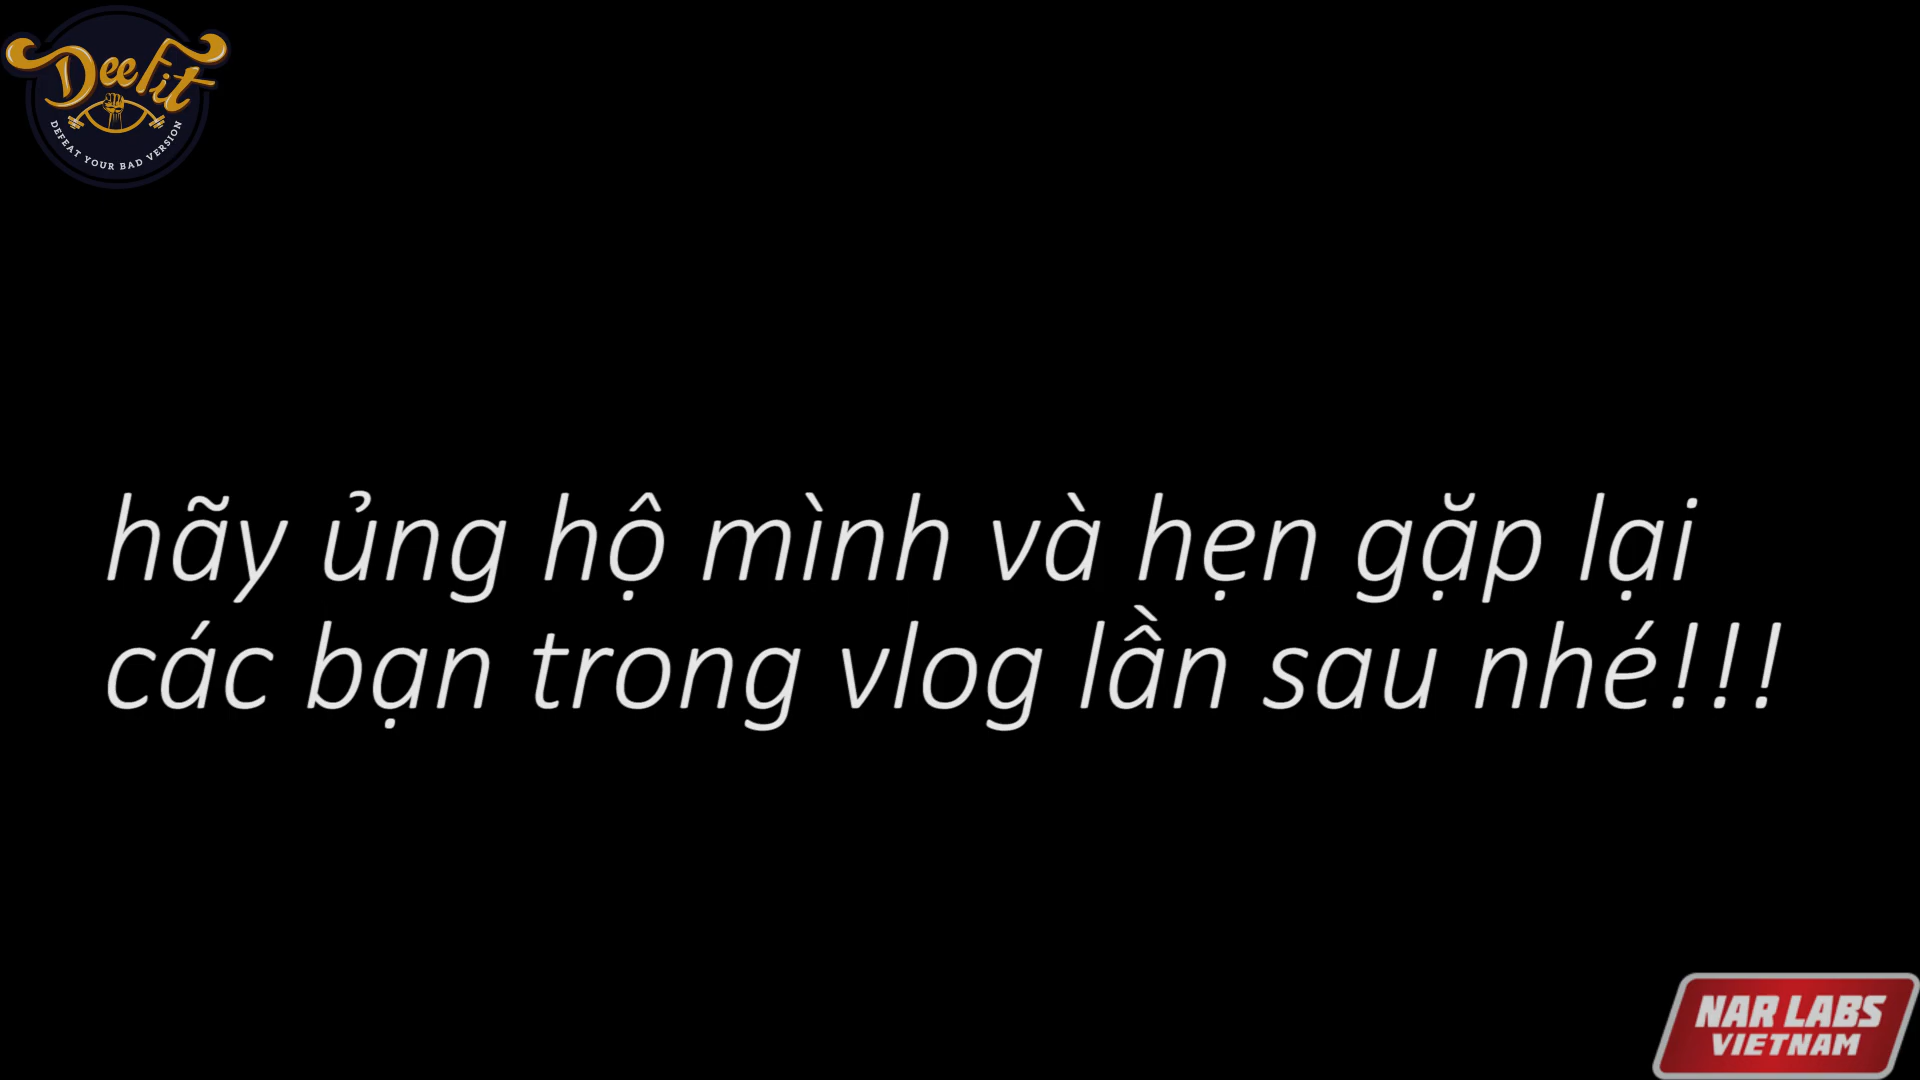 DeeFit
DEFEAT YOUR BAD VERSION
hãy ủng hộ mình và hẹn gặp lại
các bạn trong vlog lần sau nhé!!!
NAR LABS
VIETNAM